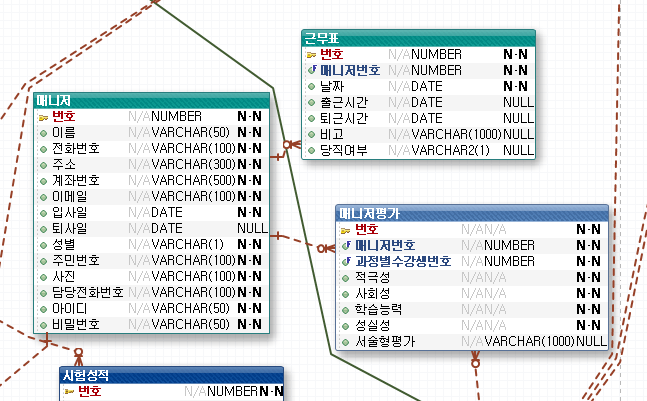 근무표
번호 N/A NUMBER N-N
매니저번호 N/A NUMBER N-N
날짜 N/A DATE N-N
출근시간 N/A DATE NULL
퇴근시간 N/A DATE NULL
비고 N/A VARCHAR(1000) NULL
당직여부 N/A VARCHAR2(1) NULL
매니저
번호 N/A NUMBER N-N
이름 N/A VARCHAR(50) N-N
전화번호 N/A VARCHAR(100) N-N
주소 N/A VARCHAR(300) N-N
계좌번호 N/A VARCHAR(500) N-N
이메일 N/A VARCHAR(100) N-N
입사일 N/A DATE N-N
퇴사일 N/A DATE NULL
성별 N/A VARCHAR(1) N-N
주민번호 N/A VARCHAR(100) N-N
사진 N/A VARCHAR(100) N-N
담당전화번호 N/A VARCHAR(100) N-N
아이디 N/A VARCHAR(50) N-N
비밀번호 N/A VARCHAR(50) N-N
매니저평가
번호 N/A N/A N-N
매니저번호 N/A NUMBER N-N
과정별수강생번호 N/A NUMBER N-N
적극성 N/A N/A N-N
사회성 N/A N/A N-N
학습능력 N/A N/A N-N
성실성 N/A N/A N-N
서술형평가 N/A VARCHAR(1000) NULL
시험성적
번호 N/A NUMBER N-N